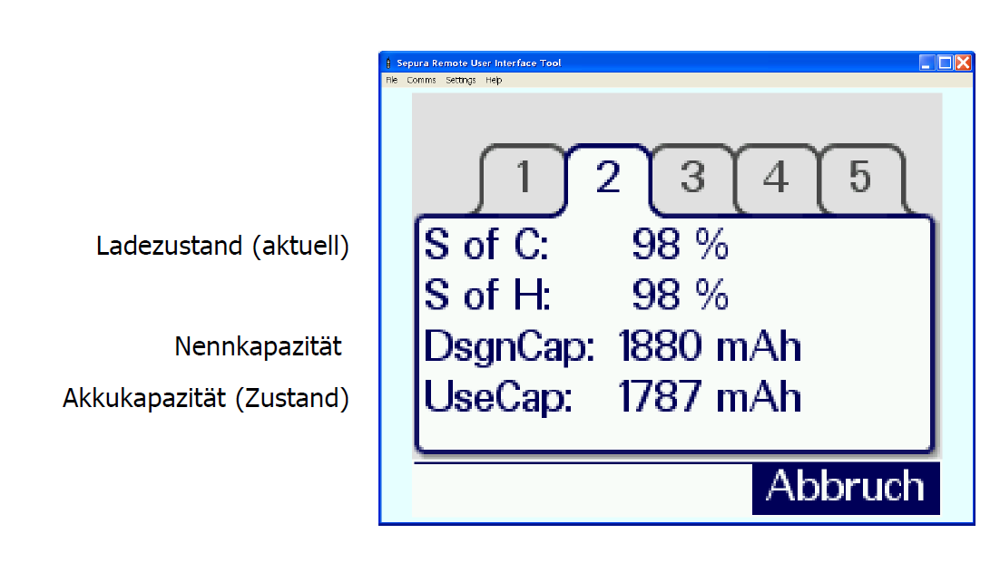 Sepura Remote User Interface Tool
File Comms Settings Help
1 2 3 4 5
Ladezustand (aktuell) S of C: 98 %
S of H: 98 %
Nennkapazität DsgnCap: 1880 mAh
Akkukapazität (Zustand) UseCap: 1787 mAh
Abbruch